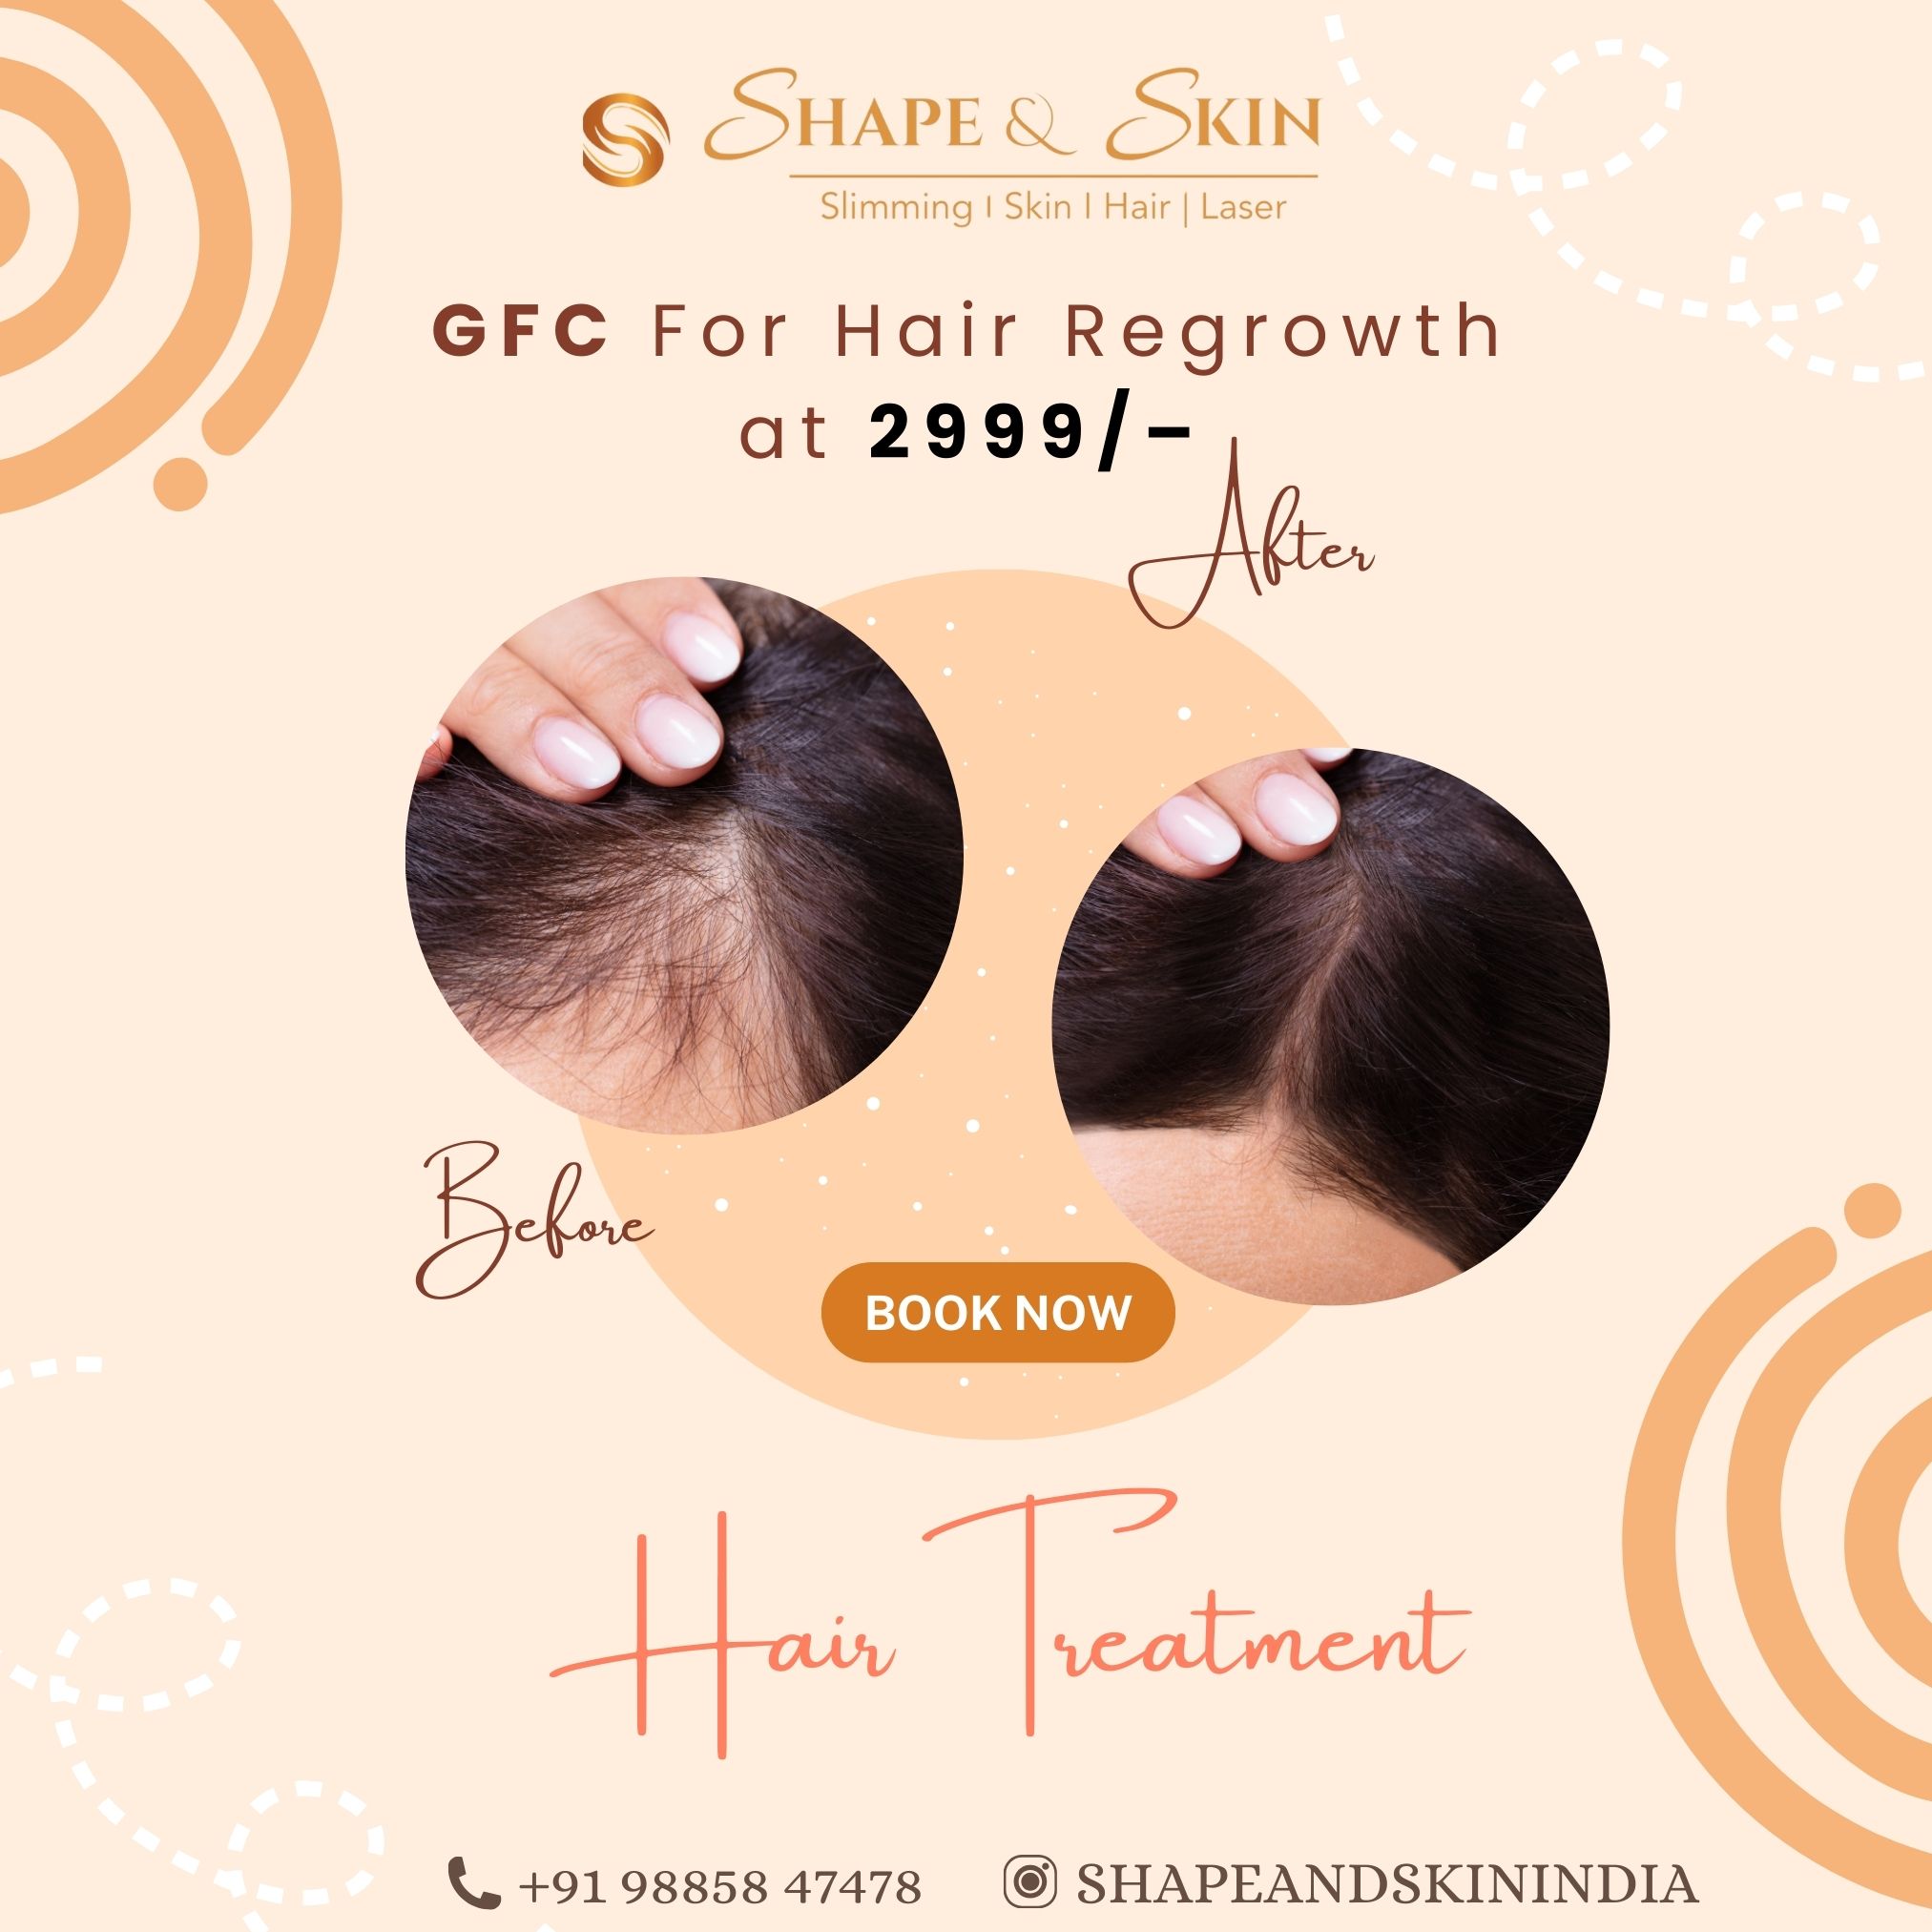 SHAPE & SKIN
Slimming | Skin | Hair | Laser
GFC For Hair Regrowth
at 2999/-
After
Before
BOOK NOW
Hair Treatment
+91 98858 47478
SHAPEANDSKININDIA